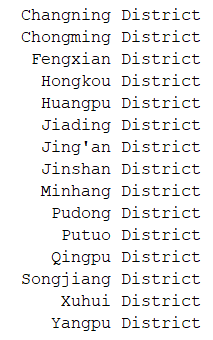 Changning District
Chongming District
Fengxian District
Hongkou District
Huangpu District
Jiading District
Jing'an District
Jinshan District
Minhang District
Pudong District
Putuo District
Qingpu District
Songjiang District
Xuhui District
Yangpu District